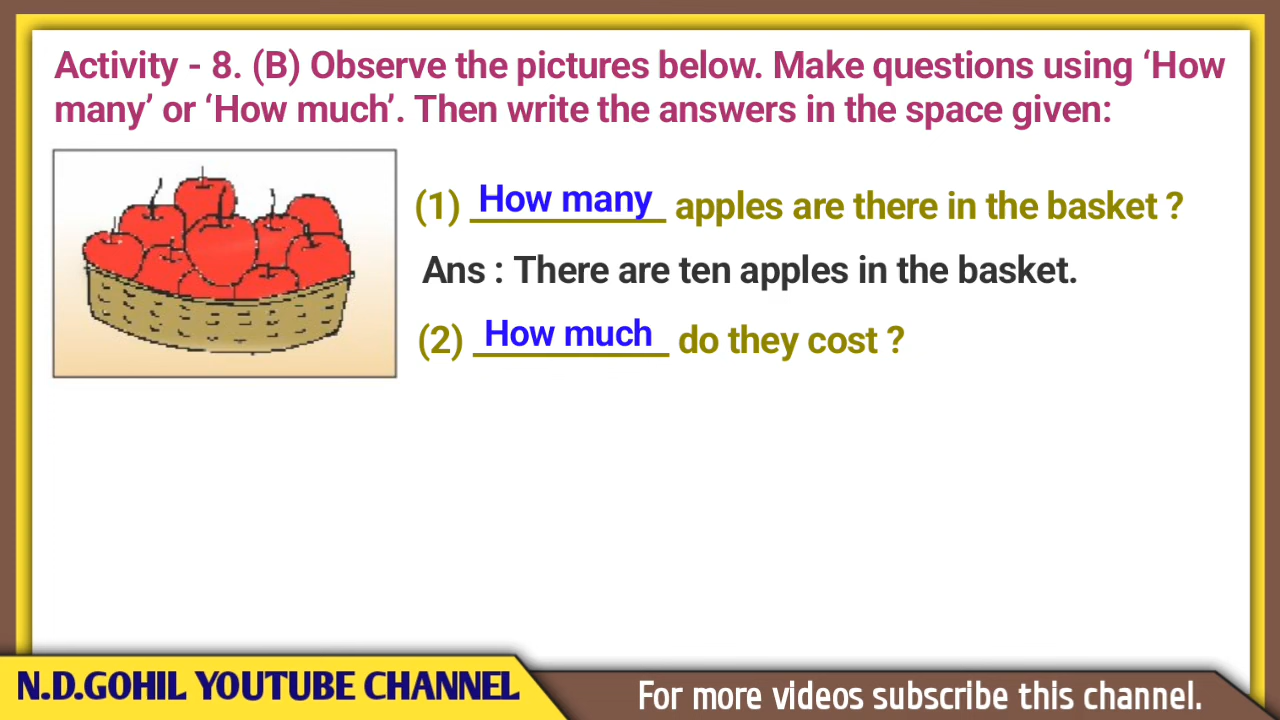 Activity - 8. (B) Observe the pictures below. Make questions using ‘How
many’ or ‘How much’. Then write the answers in the space given:
(1) How many apples are there in the basket ?
Ans : There are ten apples in the basket.
(2) How much do they cost ?
N.D.GOHIL YOUTUBE CHANNEL
For more videos subscribe this channel.